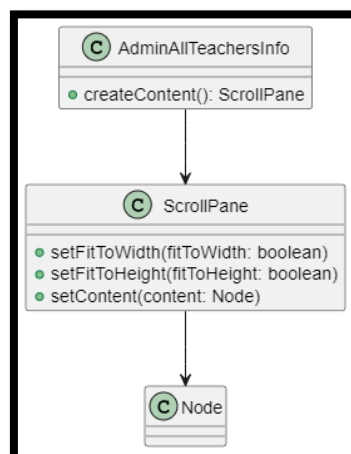 C AdminAllTeachersInfo
createContent(): ScrollPane
C ScrollPane
setFitToWidth(fitToWidth: boolean)
setFitToHeight(fitToHeight: boolean)
setContent(content: Node)
C Node